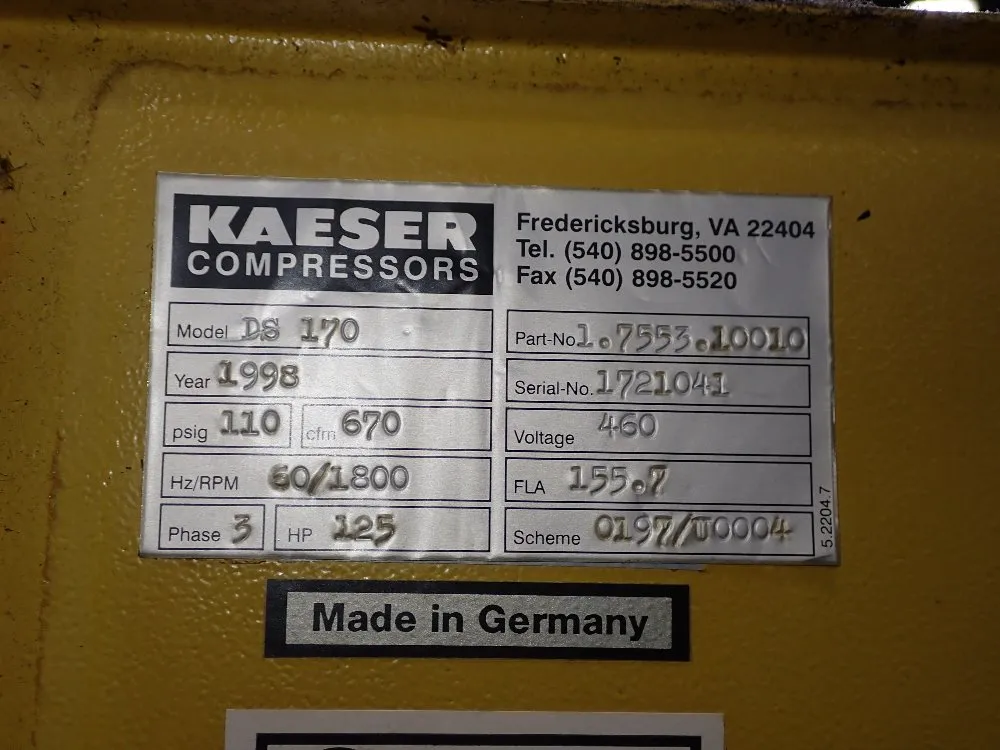 KAESER
COMPRESSORS
Fredericksburg, VA 22404
Tel. (540) 898-5500
Fax (540) 898-5520
Model DS 170
Part-No 1.7553.10010
Year 1998
Serial-No. 1721041
psig 110 cfm 670
Voltage 460
Hz/RPM 60/1800
FLA 155.7
Phase 3 HP 125
Scheme 0197/U0004
5.2204.7
Made in Germany